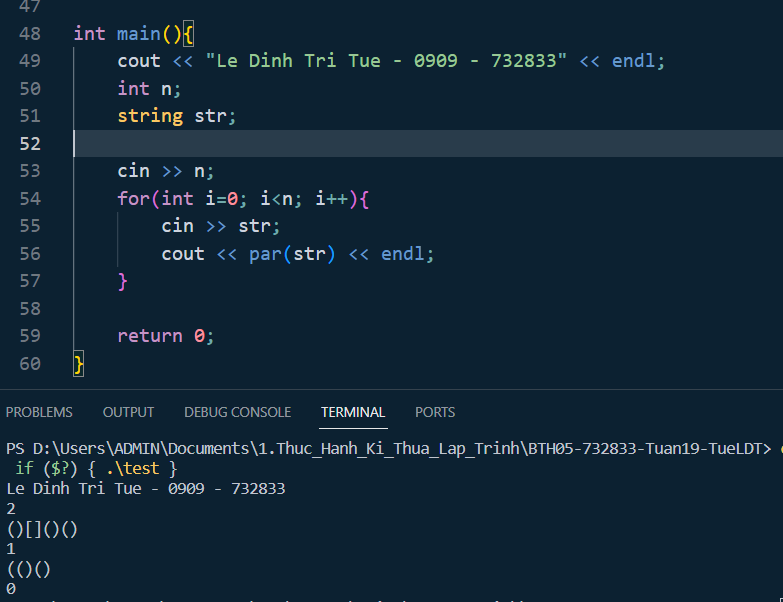 47
48 int main(){
49 cout << "Le Dinh Tri Tue - 0909 - 732833" << endl;
50 int n;
51 string str;
52
53 cin >> n;
54 for(int i=0; i<n; i++){
55 cin >> str;
56 cout << par(str) << endl;
57 }
58
59 return 0;
60 }
PROBLEMS OUTPUT DEBUG CONSOLE TERMINAL PORTS
PS D:\Users\ADMIN\Documents\1.Thuc_Hanh_Ki_Thua_Lap_Trinh\BTH05-732833-Tuan19-TueLDT>
if ($?) { .\test }
Le Dinh Tri Tue - 0909 - 732833
2
()[]()()
1
(()()
0